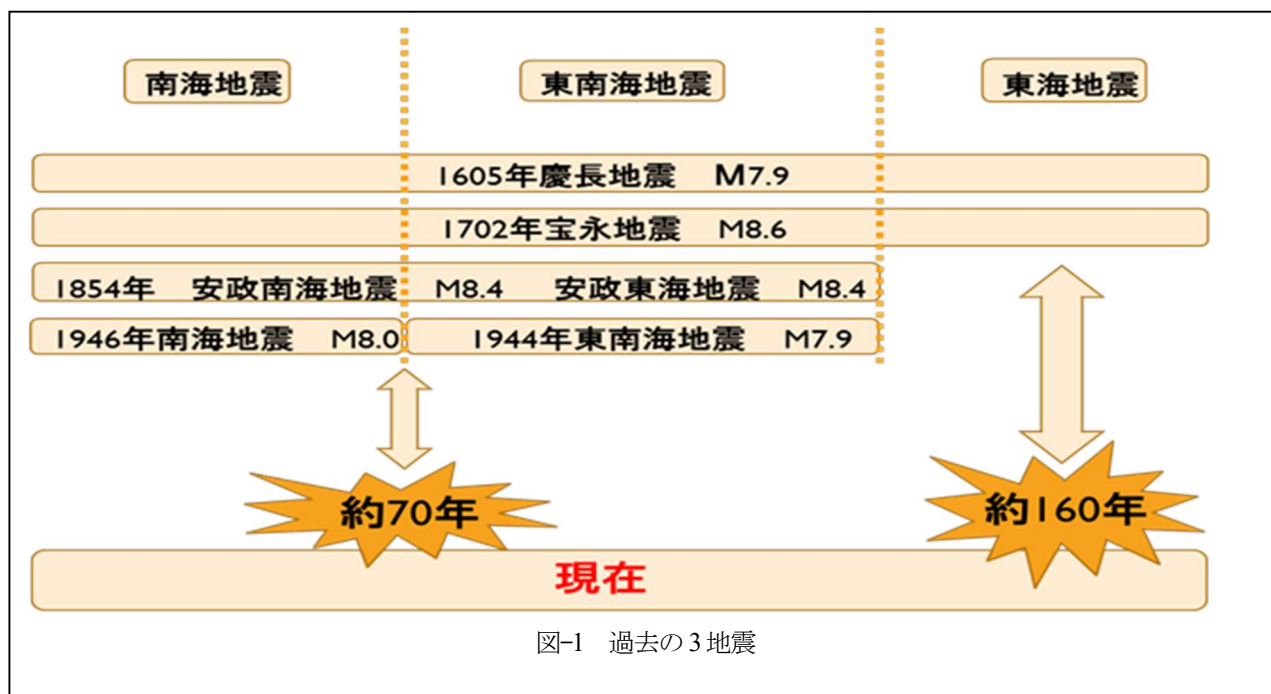 南海地震 東南海地震 東海地震
1605年慶長地震 M7.9
1702年宝永地震 M8.6
1854年 安政南海地震 M8.4 安政東海地震 M8.4
1946年南海地震 M8.0 1944年東南海地震 M7.9
約70年 約160年
現在
図-1 過去の3地震